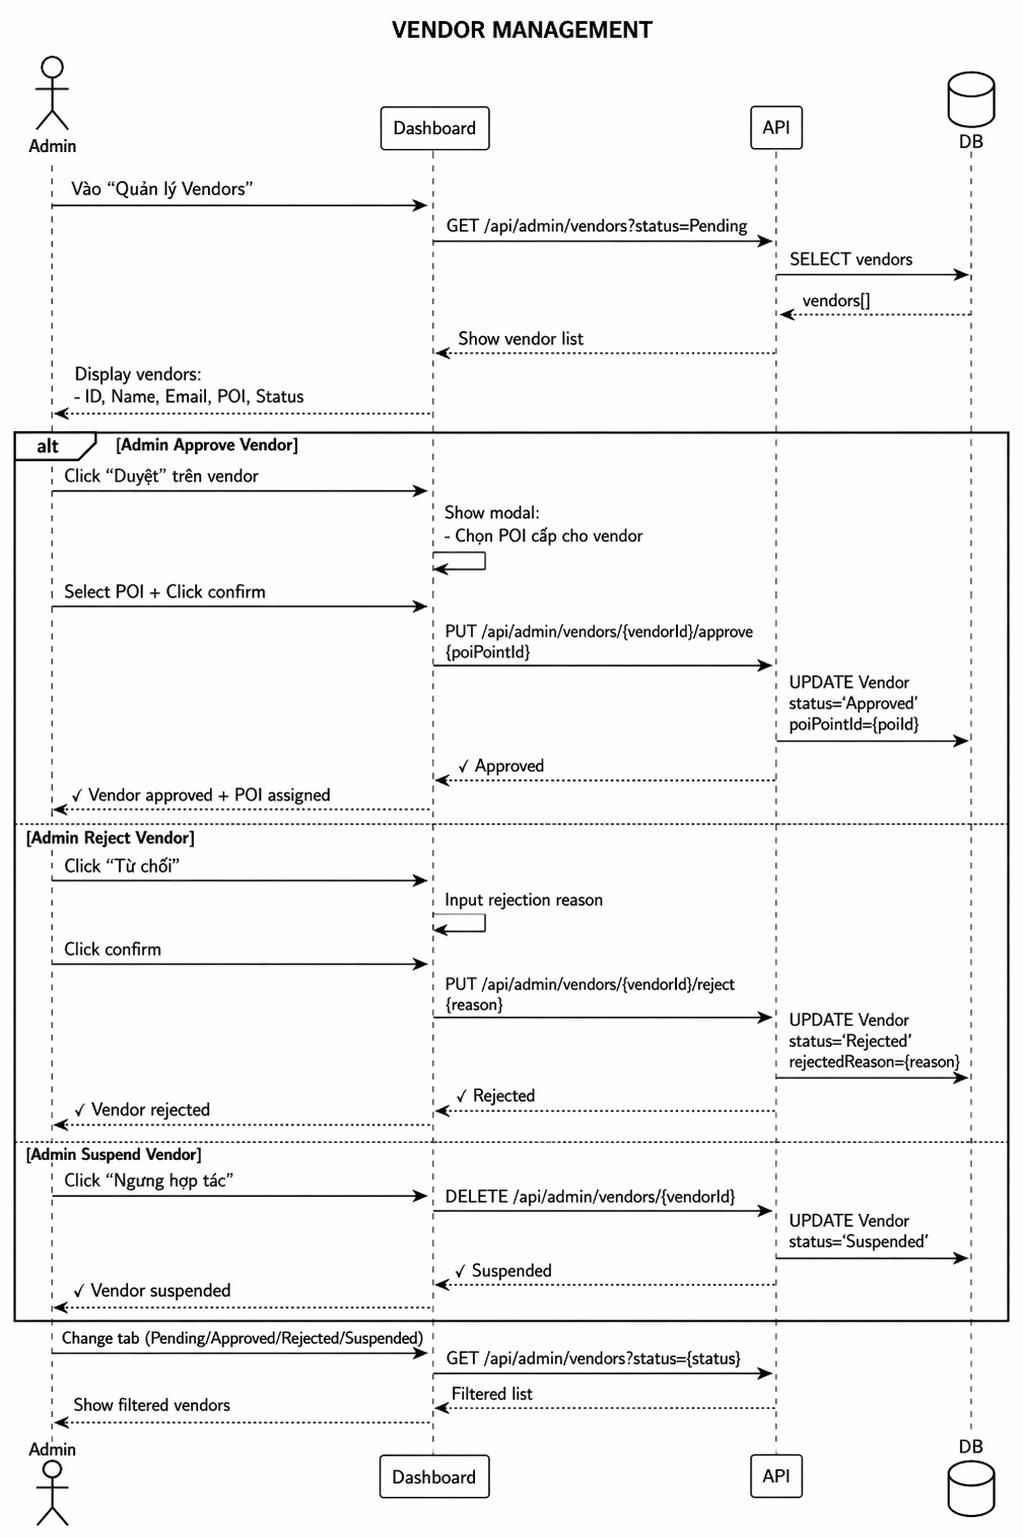 VENDOR MANAGEMENT
Admin
Dashboard
API
DB
Vào “Quản lý Vendors”
GET /api/admin/vendors?status=Pending
SELECT vendors
vendors[]
Show vendor list
Display vendors:
- ID, Name, Email, POI, Status
alt
[Admin Approve Vendor]
Click “Duyệt” trên vendor
Show modal:
- Chọn POI cấp cho vendor
Select POI + Click confirm
PUT /api/admin/vendors/{vendorId}/approve
{poiPointId}
UPDATE Vendor
status=‘Approved’
poiPointId={poiId}
✓ Approved
✓ Vendor approved + POI assigned
[Admin Reject Vendor]
Click “Từ chối”
Input rejection reason
Click confirm
PUT /api/admin/vendors/{vendorId}/reject
{reason}
UPDATE Vendor
status=‘Rejected’
rejectedReason={reason}
✓ Rejected
✓ Vendor rejected
[Admin Suspend Vendor]
Click “Ngưng hợp tác”
DELETE /api/admin/vendors/{vendorId}
UPDATE Vendor
status=‘Suspended’
✓ Suspended
✓ Vendor suspended
Change tab (Pending/Approved/Rejected/Suspended)
GET /api/admin/vendors?status={status}
Filtered list
Show filtered vendors
Admin
Dashboard
API
DB